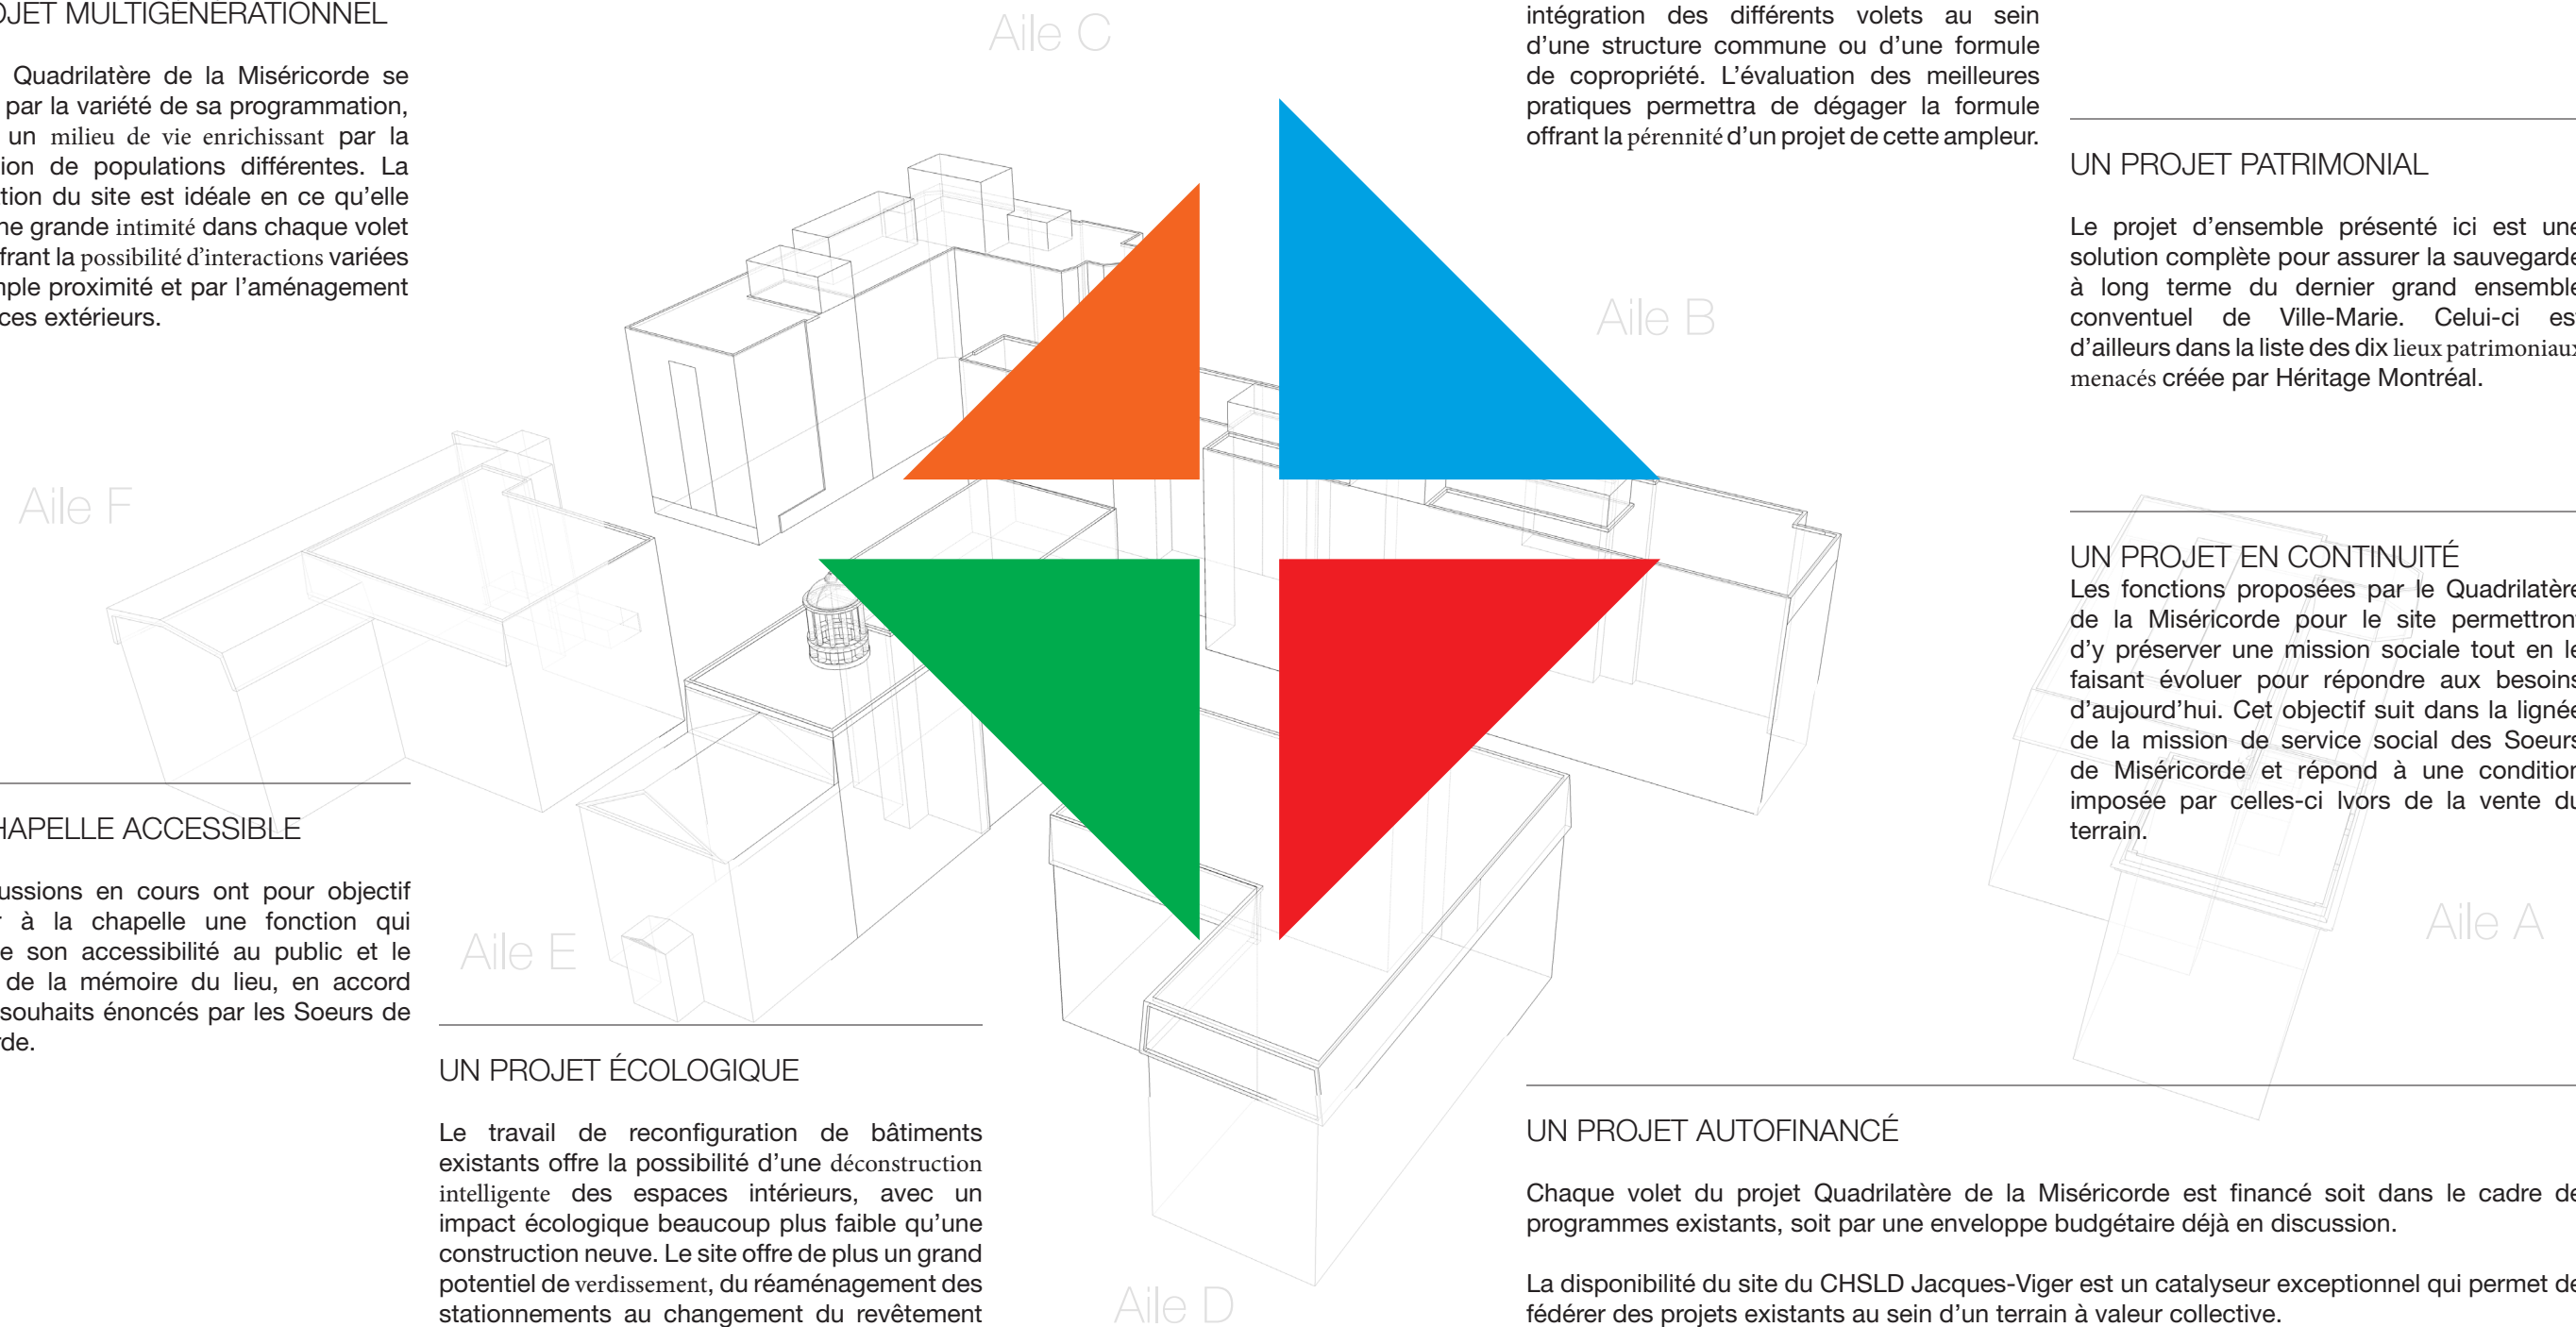 OJET MULTIGÉNÉRATIONNEL
Quadrilatère de la Miséricorde se
par la variété de sa programmation,
un milieu de vie enrichissant par la
tion de populations différentes. La
tion du site est idéale en ce qu’elle
ne grande intimité dans chaque volet
frant la possibilité d’interactions variées
mple proximité et par l’aménagement
ces extérieurs.
Aile C
intégration des différents volets au sein
d’une structure commune ou d’une formule
de copropriété. L’évaluation des meilleures
pratiques permettra de dégager la formule
offrant la pérennité d’un projet de cette ampleur.
Aile B
UN PROJET PATRIMONIAL
Le projet d’ensemble présenté ici est une
solution complète pour assurer la sauvegarde
à long terme du dernier grand ensemble
conventuel de Ville-Marie. Celui-ci est
d’ailleurs dans la liste des dix lieux patrimoniaux
menacés créée par Héritage Montréal.
Aile F
UN PROJET EN CONTINUITÉ
Les fonctions proposées par le Quadrilatère
de la Miséricorde pour le site permettront
d’y préserver une mission sociale tout en le
faisant évoluer pour répondre aux besoins
d’aujourd’hui. Cet objectif suit dans la lignée
de la mission de service social des Soeurs
de Miséricorde et répond à une condition
imposée par celles-ci lvors de la vente du
terrain.
Aile A
HAPELLE ACCESSIBLE
ussions en cours ont pour objectif
r à la chapelle une fonction qui
e son accessibilité au public et le
de la mémoire du lieu, en accord
souhaits énoncés par les Soeurs de
rde.
Aile E
UN PROJET ÉCOLOGIQUE
Le travail de reconfiguration de bâtiments
existants offre la possibilité d’une déconstruction
intelligente des espaces intérieurs, avec un
impact écologique beaucoup plus faible qu’une
construction neuve. Le site offre de plus un grand
potentiel de verdissement, du réaménagement des
stationnements au changement du revêtement
Aile D
UN PROJET AUTOFINANCÉ
Chaque volet du projet Quadrilatère de la Miséricorde est financé soit dans le cadre de
programmes existants, soit par une enveloppe budgétaire déjà en discussion.
La disponibilité du site du CHSLD Jacques-Viger est un catalyseur exceptionnel qui permet de
fédérer des projets existants au sein d’un terrain à valeur collective.